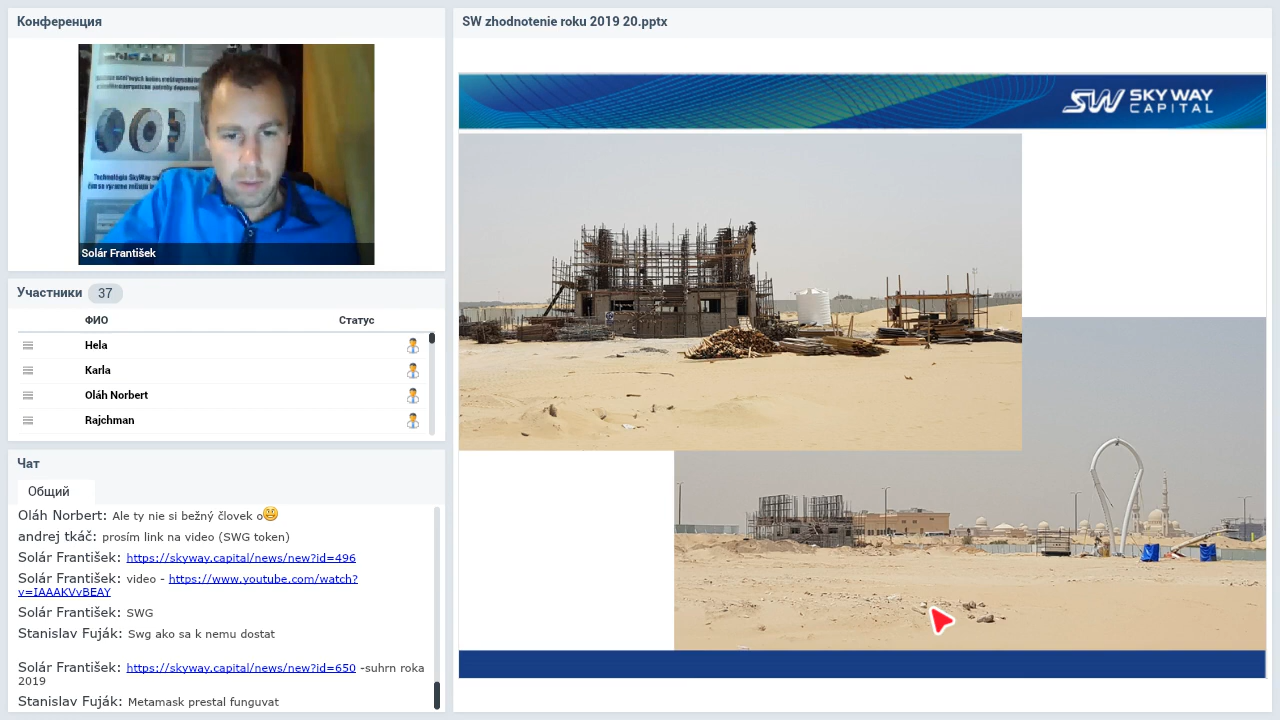 Конференция
Technológia SkyWay
Solár František
Участники 37
ФИО Статус
Hela
Karla
Oláh Norbert
Rajchman
Чат
Общий
Oláh Norbert: Ale ty nie si bežný človek o
andrej tkáč: prosím link na video (SWG token)
Solár František: https://skyway.capital/news/new?id=496
Solár František: video - https://www.youtube.com/watch?
v=IAAAKVvBEAY
Solár František: SWG
Stanislav Fuják: Swg ako sa k nemu dostat
Solár František: https://skyway.capital/news/new?id=650 -suhrn roka
2019
Stanislav Fuják: Metamask prestal funguvat
SW zhodnotenie roku 2019 20.pptx
SW SKY WAY
CAPITAL